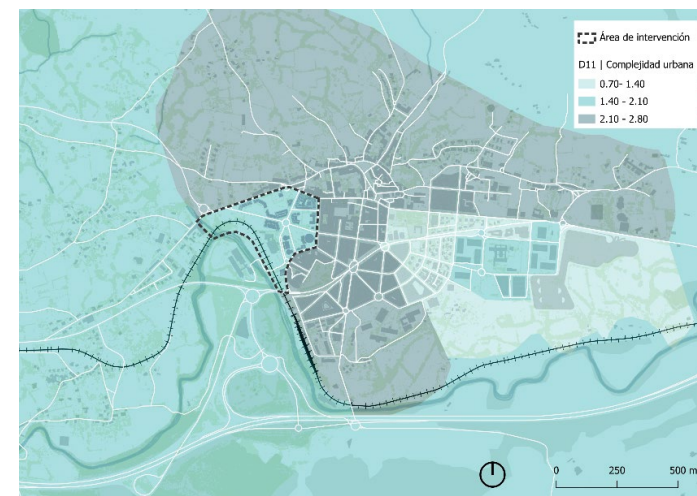 Área de intervención
D11 | Complejidad urbana
0.70- 1.40
1.40 - 2.10
2.10 - 2.80
0 250 500 m